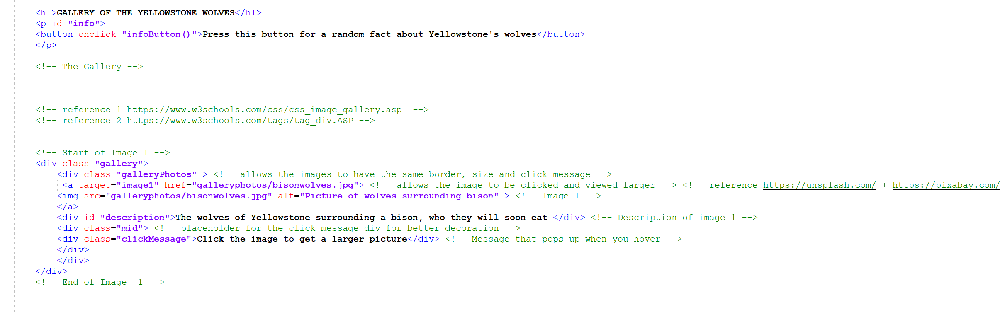 <h1>GALLERY OF THE YELLOWSTONE WOLVES</h1>
<p id="info">
<button onclick="infoButton()">Press this button for a random fact about Yellowstone's wolves</button>
</p>
<!-- The Gallery -->
<!-- reference 1 https://www.w3schools.com/css/css_image_gallery.asp  -->
<!-- reference 2 https://www.w3schools.com/tags/tag_div.ASP -->
<!-- Start of Image 1 -->
<div class="gallery">
<div class="galleryPhotos" > <!-- allows the images to have the same border, size and click message -->
<a target="image1" href="galleryphotos/bisonwolves.jpg"> <!-- allows the image to be clicked and viewed larger --> <!-- reference https://unsplash.com/ + https://pixabay.com/
<img src="galleryphotos/bisonwolves.jpg" alt="Picture of wolves surrounding bison" > <!-- Image 1 -->
</a>
<div id="description">The wolves of Yellowstone surrounding a bison, who they will soon eat </div> <!-- Description of image 1 -->
<div class="mid"> <!-- placeholder for the click message div for better decoration -->
<div class="clickMessage">Click the image to get a larger picture</div> <!-- Message that pops up when you hover -->
</div>
</div>
</div>
<!-- End of Image  1 -->